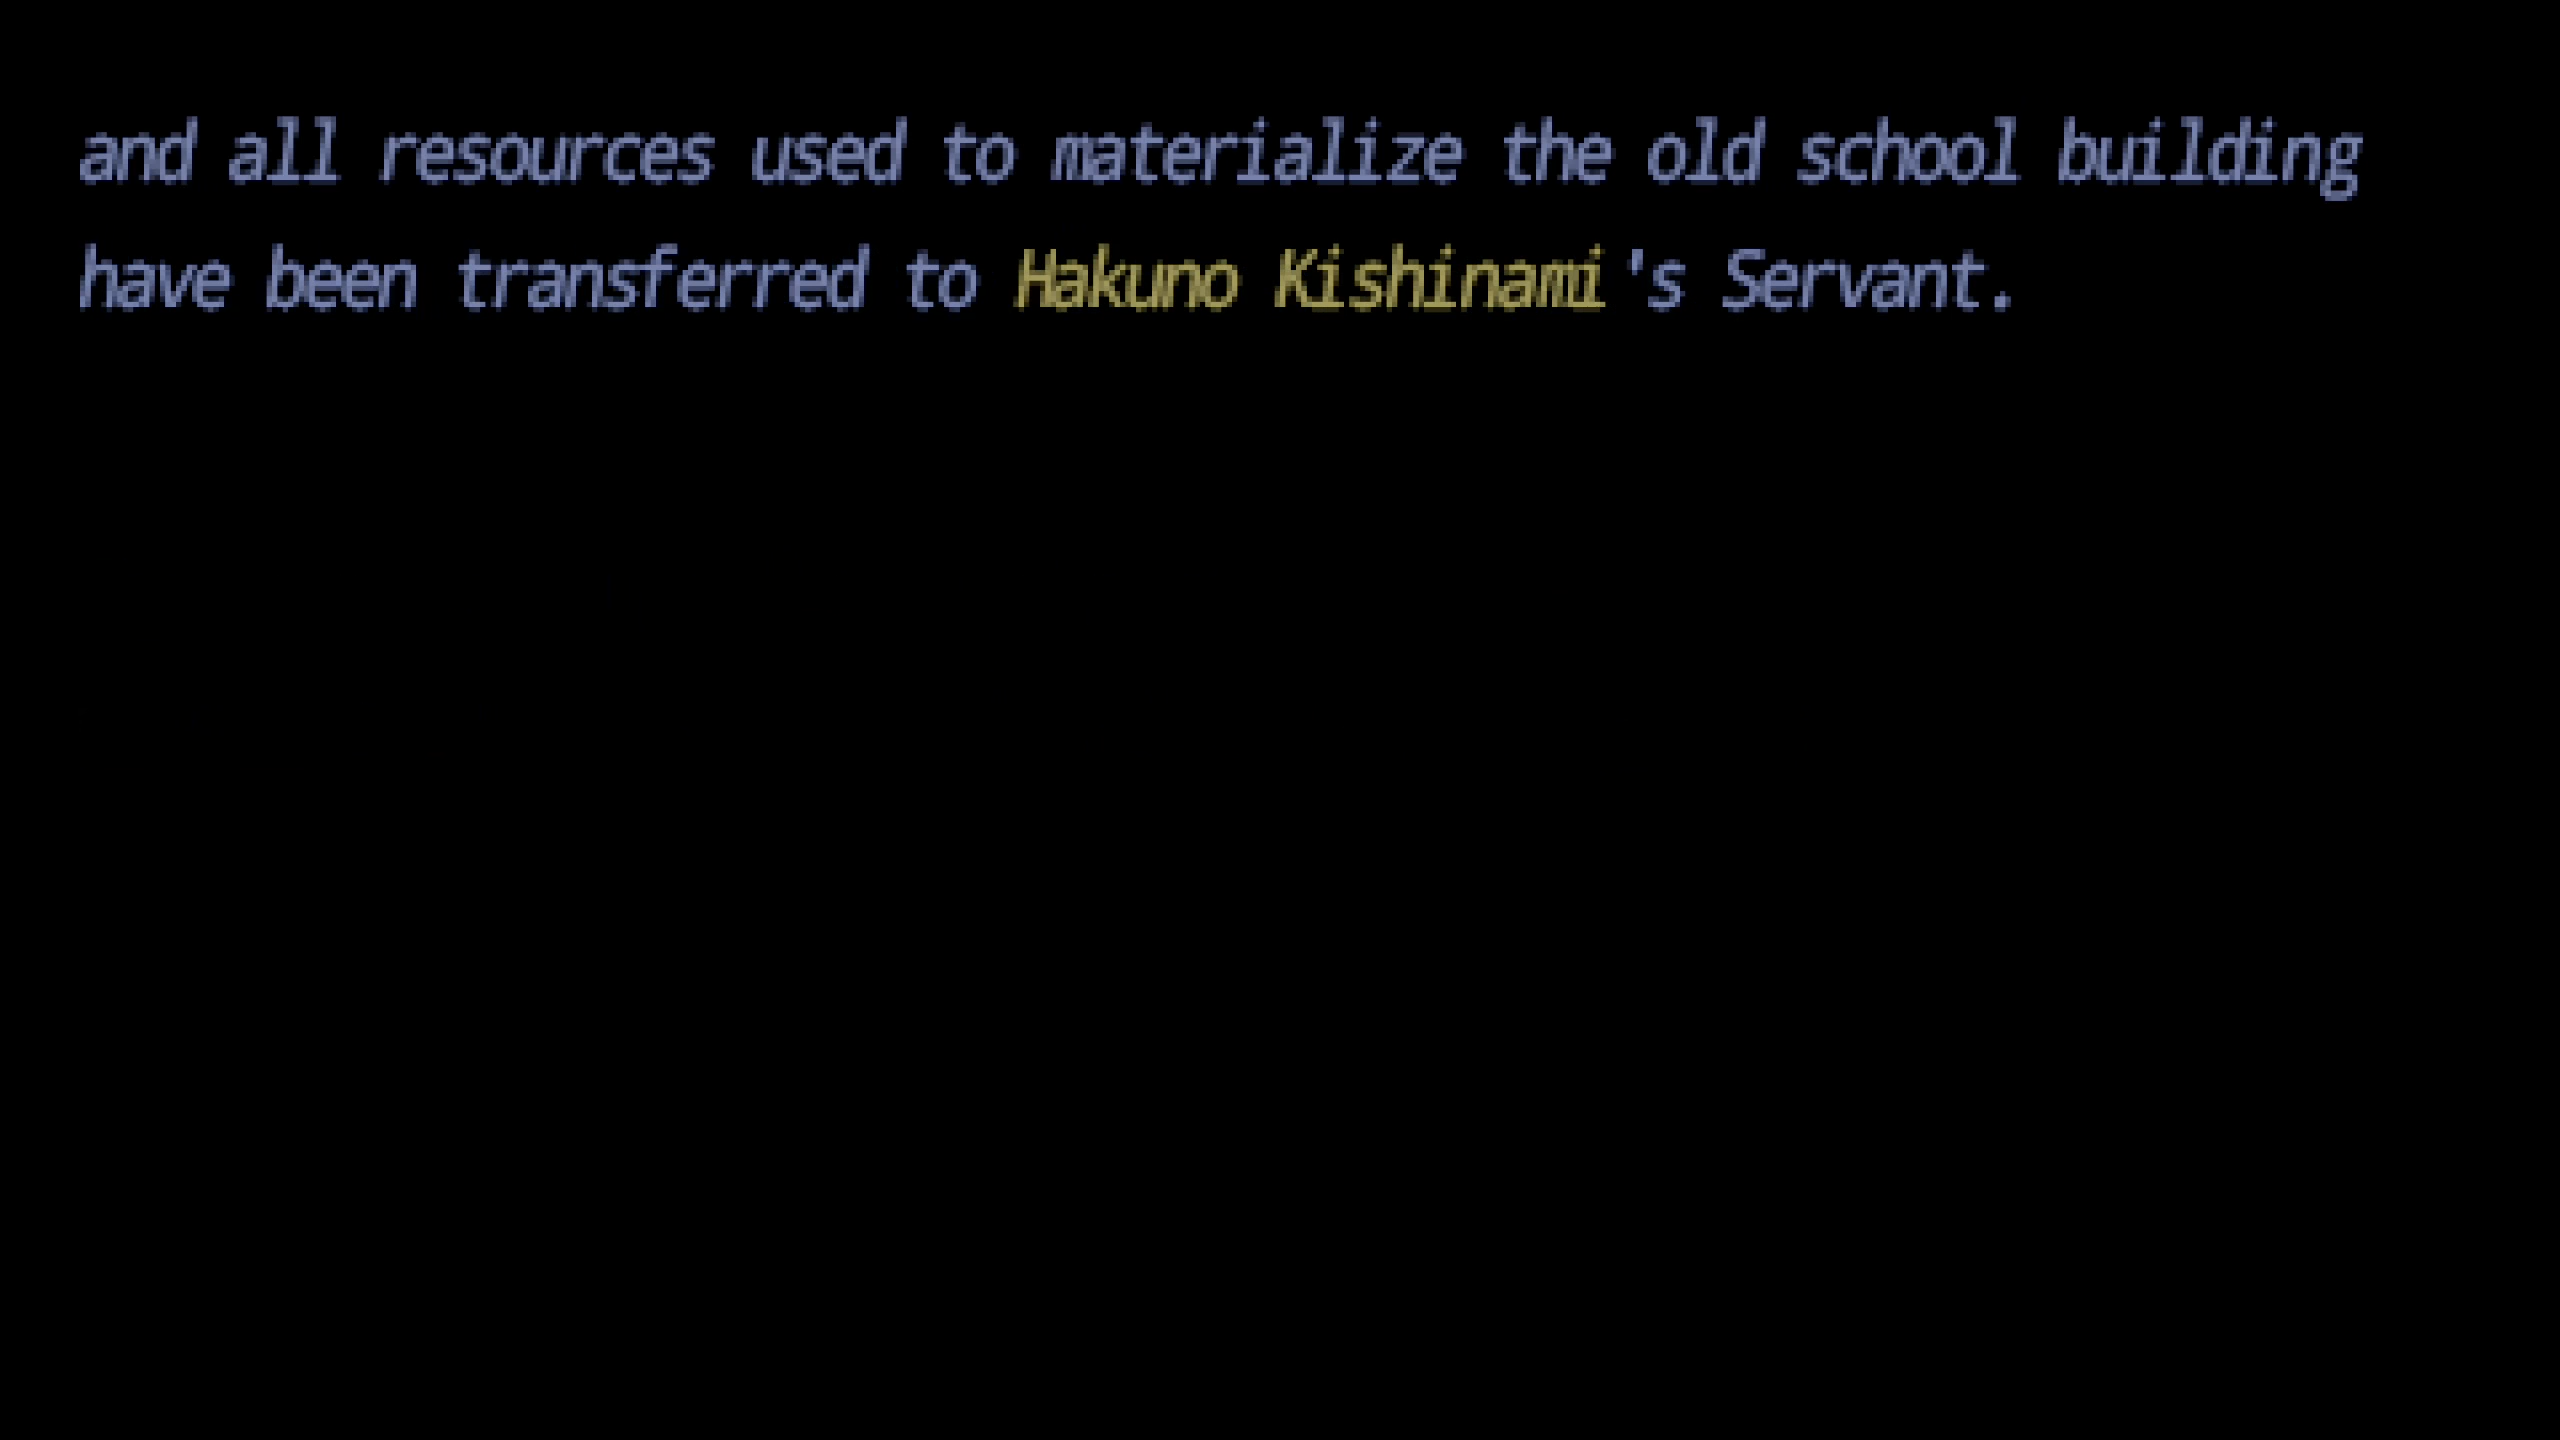 and all resources used to materialize the old school building
have been transferred to Hakuno Kishinami's Servant.